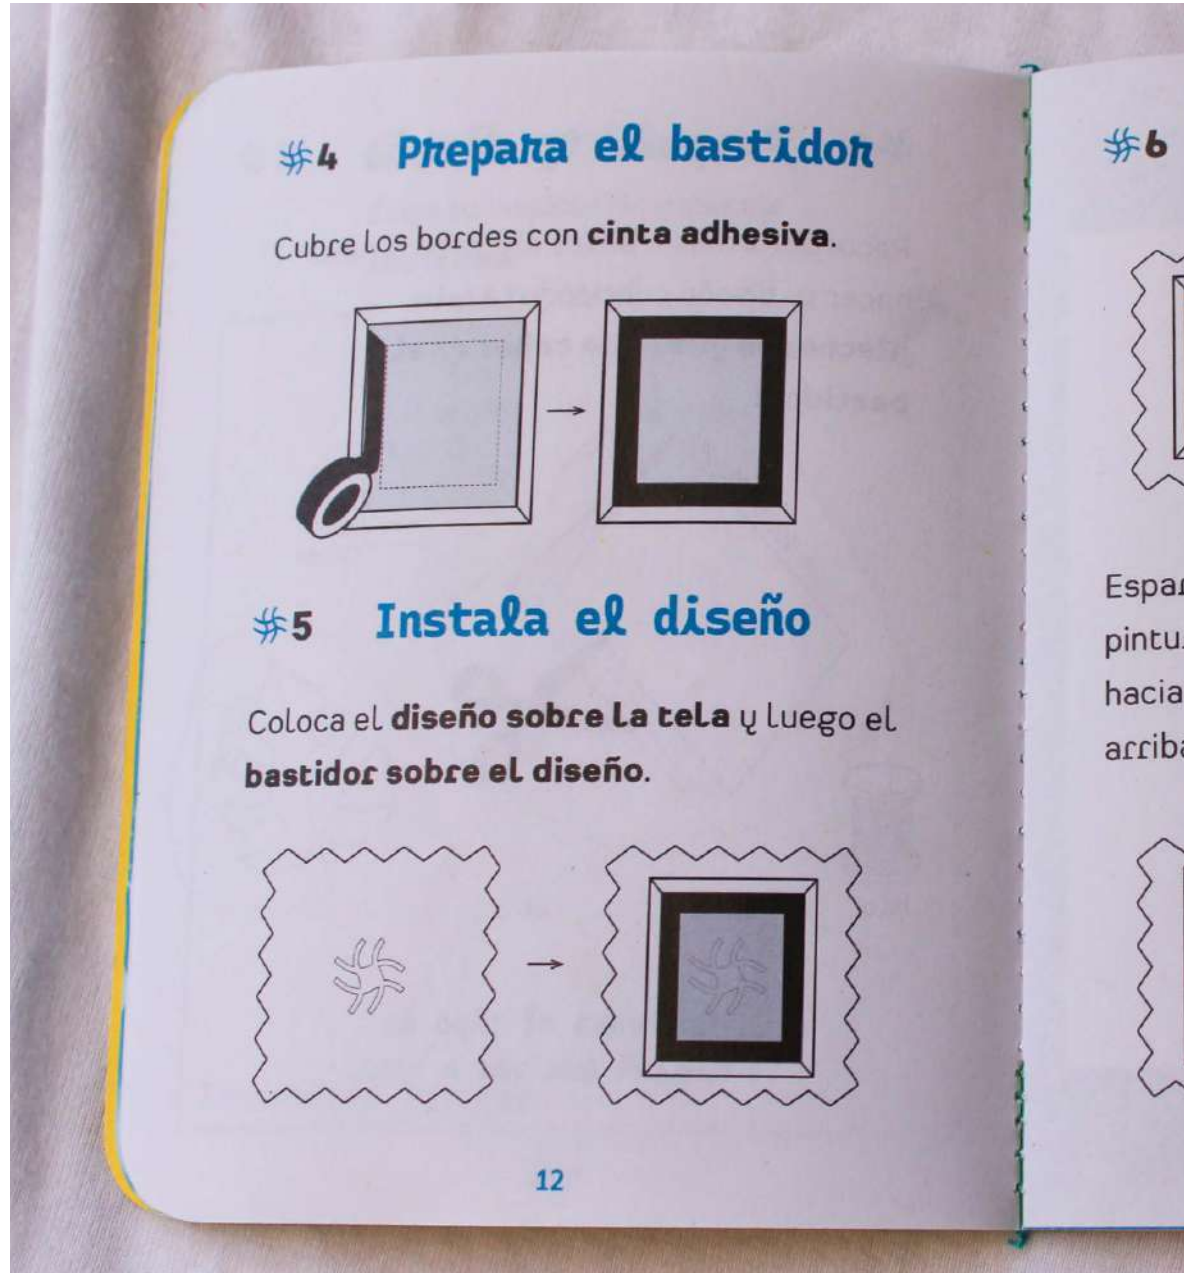 #4 Prepara el bastidor
Cubre los bordes con cinta adhesiva.
#5 Instala el diseño
Coloca el diseño sobre la tela y luego el
bastidor sobre el diseño.
12
#6
hacia